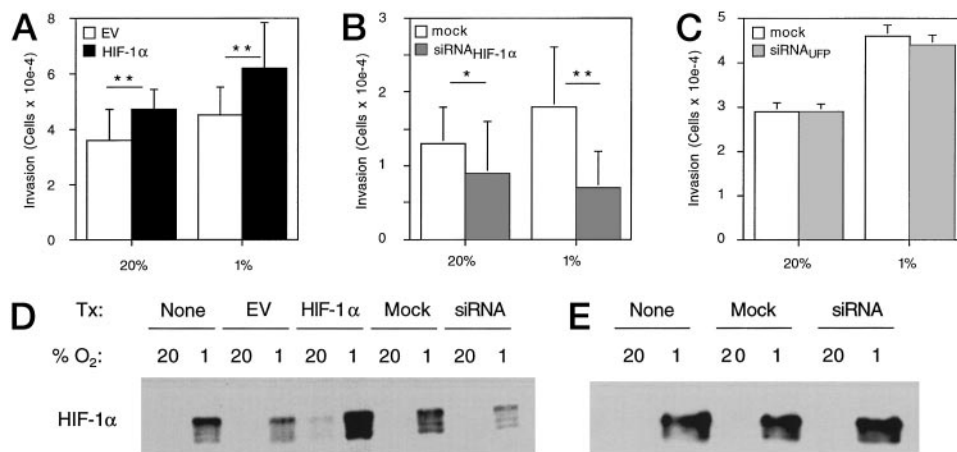 A
Invasion (Cells x 10e-4)
8
6
4
2
0
EV
HIF-1α
**
**
20%
1%
B
Invasion (Cells x 10e-4)
3
2
1
0
mock
siRNAHIF-1α
*
**
20%
1%
C
Invasion (Cells x 10e-4)
5
4
3
2
1
0
mock
siRNAUFP
20%
1%
D
Tx: None EV HIF-1α Mock siRNA
% O2: 20 1 20 1 20 1 20 1 20 1
HIF-1α
E
None Mock siRNA
20 1 20 1 20 1